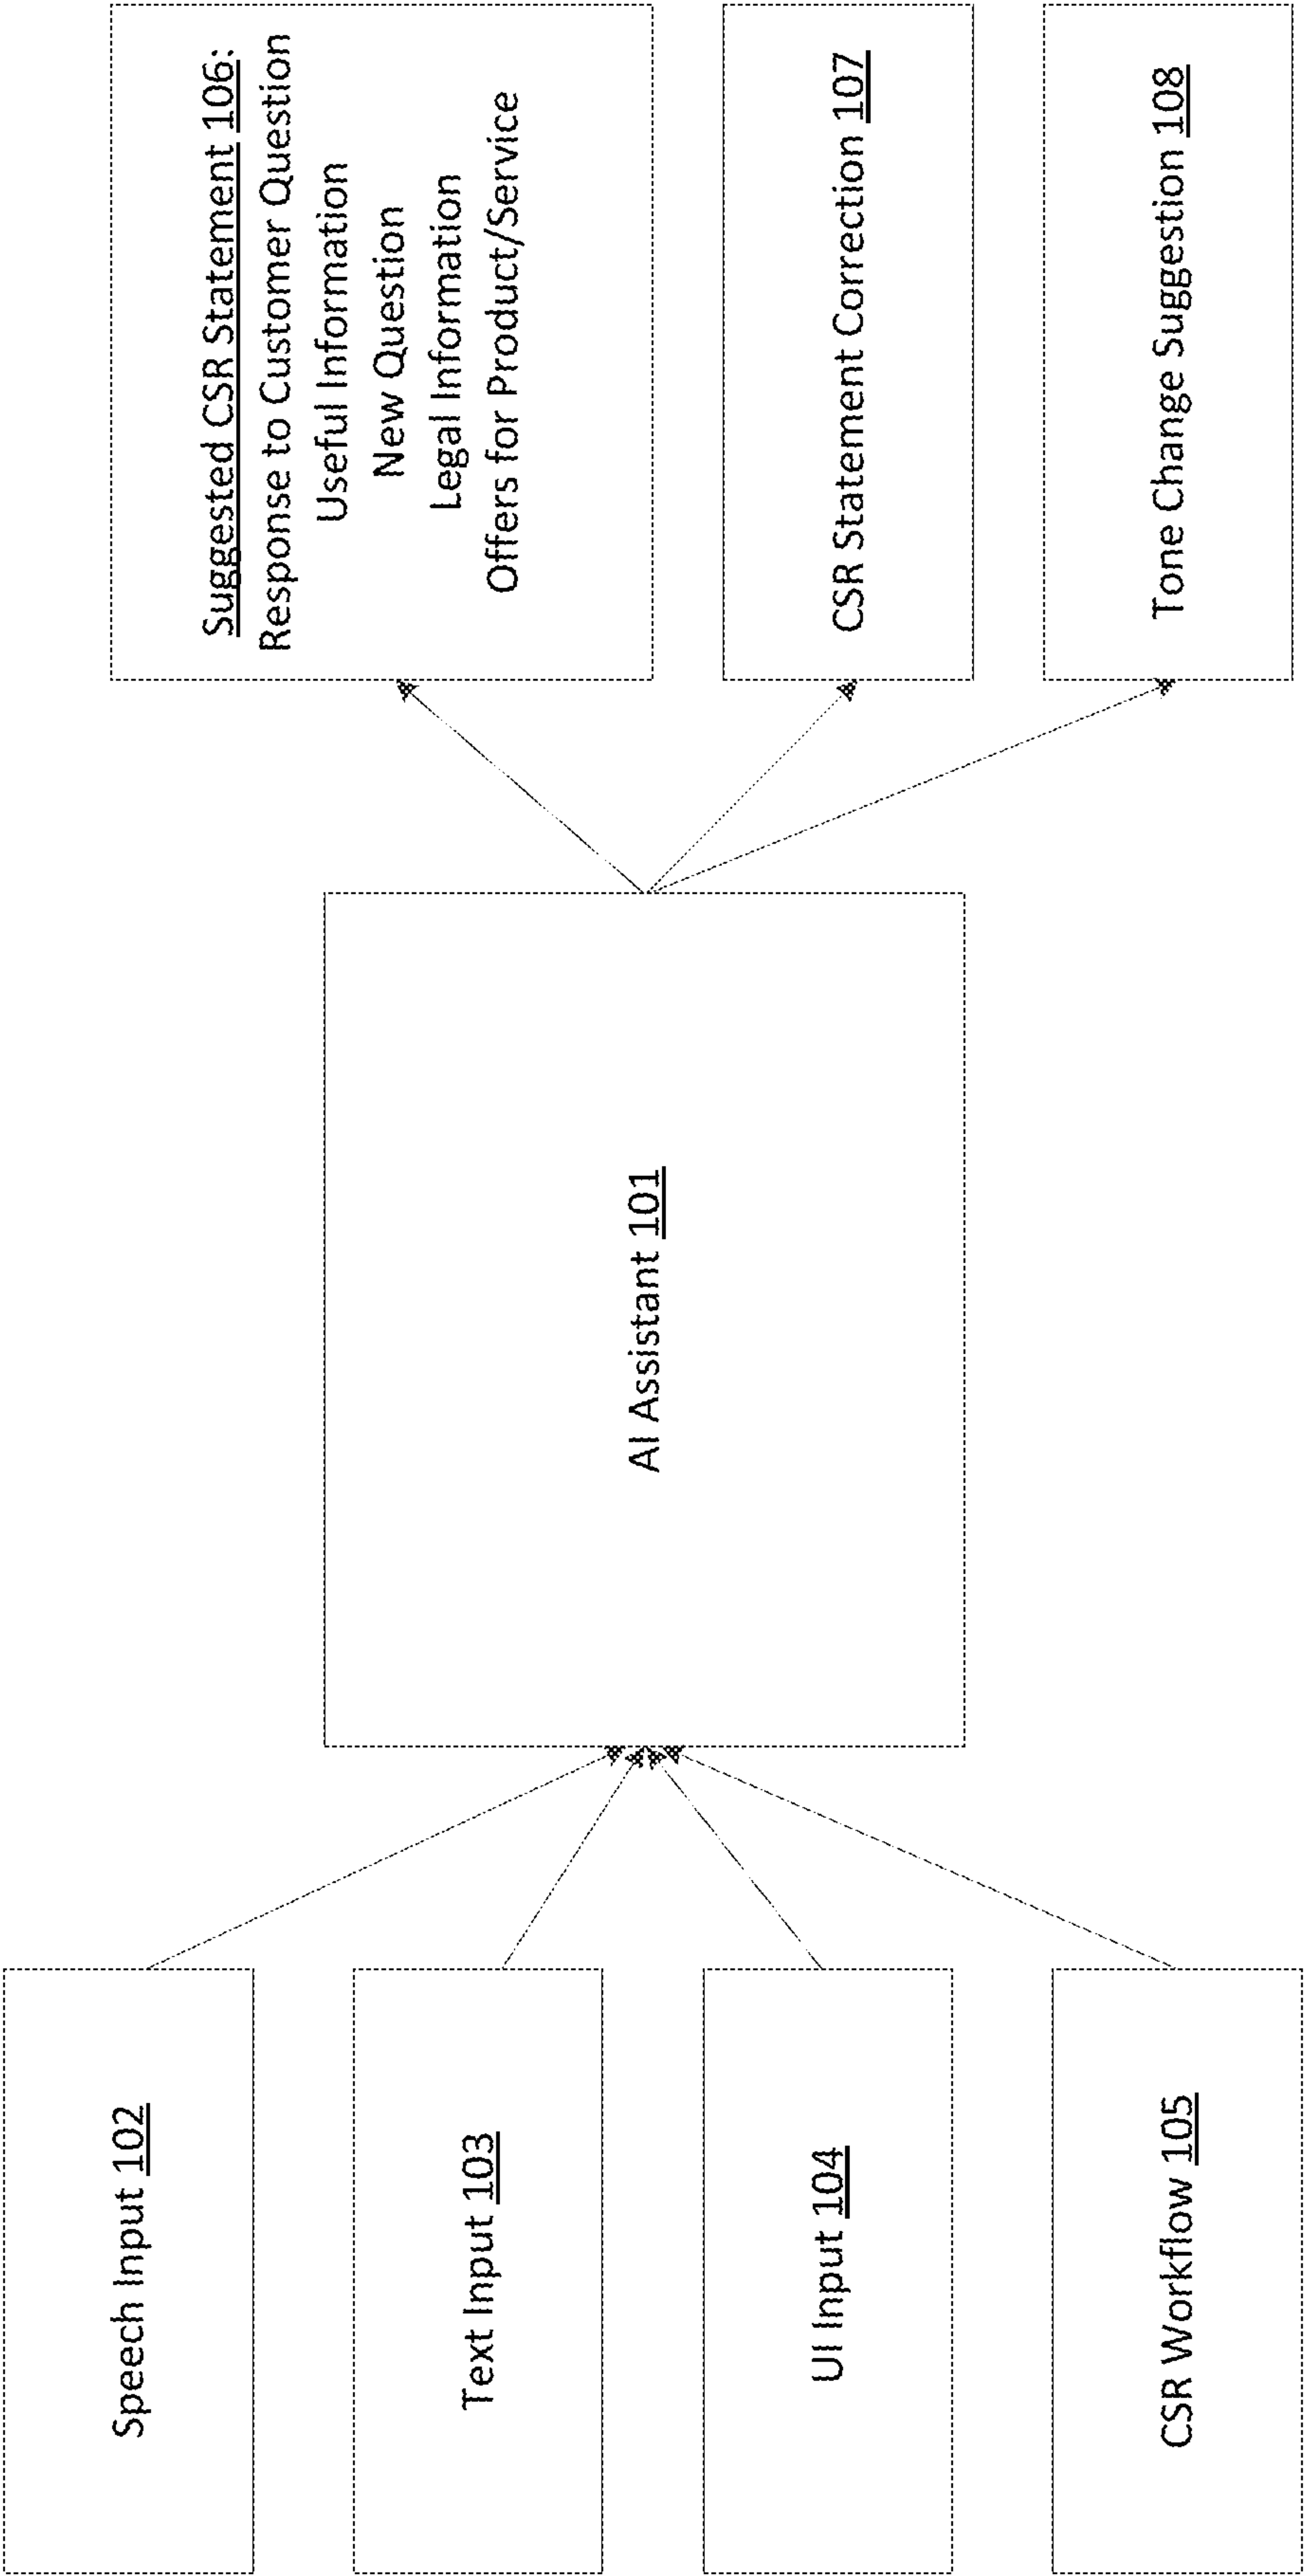 Speech Input 102
Text Input 103
UI Input 104
CSR Workflow 105
AI Assistant 101
Suggested CSR Statement 106:
Response to Customer Question
Useful Information
New Question
Legal Information
Offers for Product/Service
CSR Statement Correction 107
Tone Change Suggestion 108